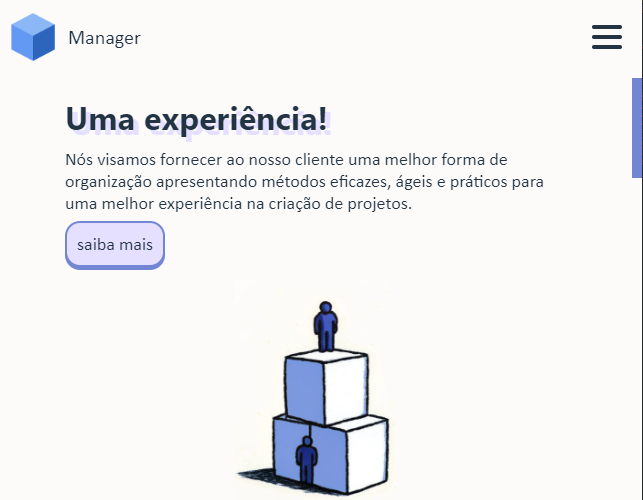 Manager
Uma experiência!
Nós visamos fornecer ao nosso cliente uma melhor forma de
organização apresentando métodos eficazes, ágeis e práticos para
uma melhor experiência na criação de projetos.
saiba mais